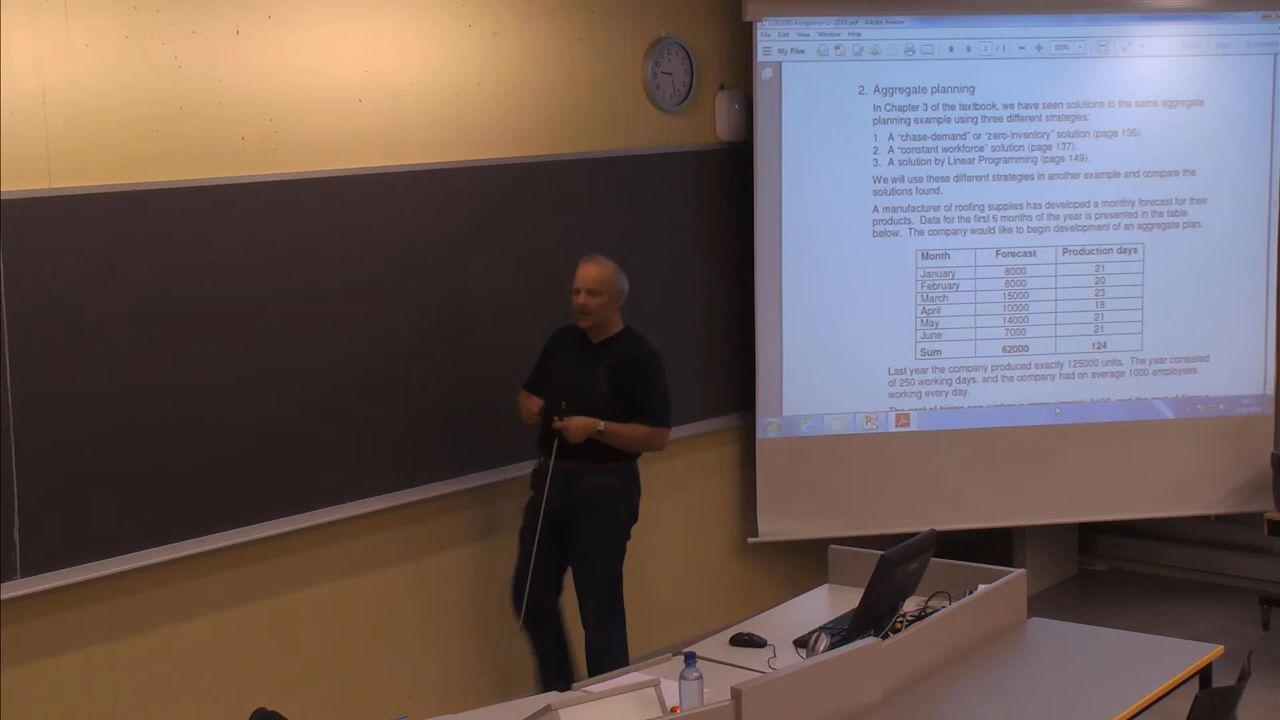 File Edit View Window Help
My Files
2. Aggregate planning
In Chapter 3 of the textbook, we have seen solutions to the same aggregate
planning example using three different strategies:
1. A "chase-demand" or "zero-inventory" solution (page 136)
2. A "constant workforce" solution (page 137).
3. A solution by Linear Programming (page 149).
We will use these different strategies in another example and compare the
solutions found.
A manufacturer of roofing supplies has developed a monthly forecast for their
products. Data for the first 6 months of the year is presented in the table
below. The company would like to begin development of an aggregate plan.
Month Forecast Production days
January 8000 21
February 8000 20
March 15000 23
April 10000 18
May 14000 21
June 7000 21
Sum 62000 124
Last year the company produced exactly 125000 units. The year consisted
of 250 working days, and the company had on average 1000 employees
working every day.